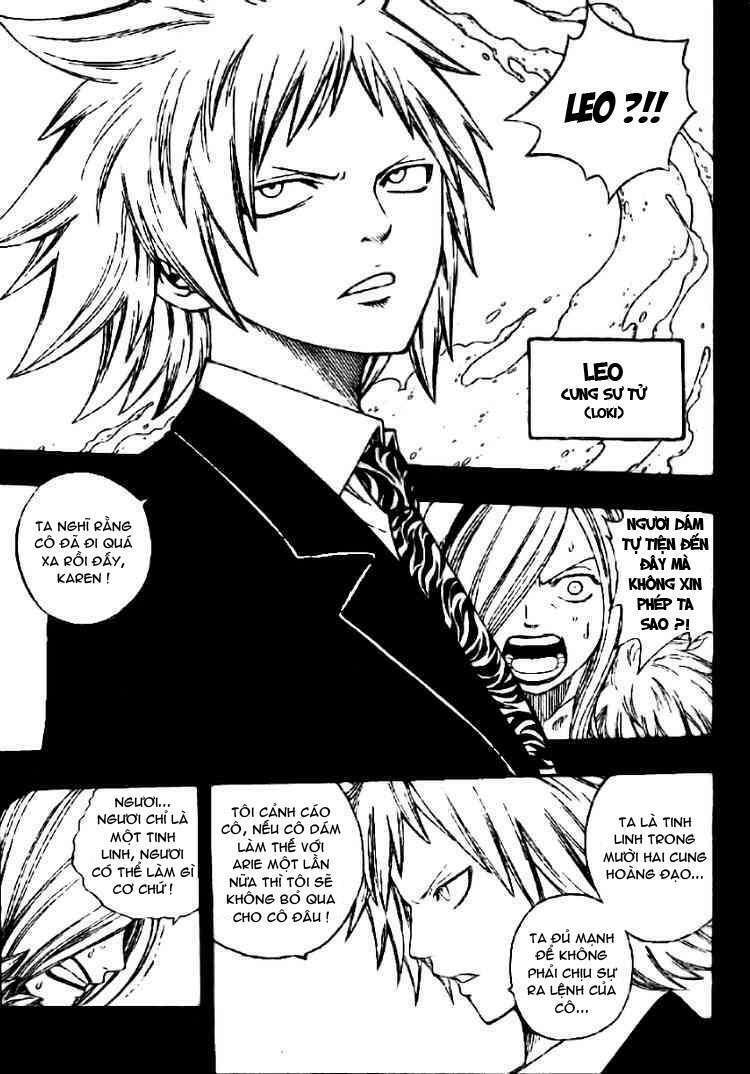 LEO ?!!
LEO
CUNG SƯ TỬ
(LOKI)
NGƯƠI DÁM
TỰ TIỆN ĐẾN
ĐÂY MÀ
KHÔNG XIN
PHÉP TA
SAO ?!
TA NGHĨ RẰNG
CÔ ĐÃ ĐI QUÁ
XA RỒI ĐẤY,
KAREN !
TA LÀ TINH
LINH TRONG
MƯỜI HAI CUNG
HOÀNG ĐẠO...
TA ĐỦ MẠNH
ĐỂ KHÔNG
PHẢI CHỊU SỰ
RA LỆNH CỦA
CÔ...
TÔI CẢNH CÁO
CÔ, NẾU CÔ DÁM
LÀM THẾ VỚI
ARIE MỘT LẦN
NỮA THÌ TÔI SẼ
KHÔNG BỎ QUA
CHO CÔ ĐÂU !
NGƯƠI...
NGƯƠI CHỈ LÀ
MỘT TINH
LINH, NGƯƠI
CÓ THỂ LÀM GÌ
CƠ CHỨ !